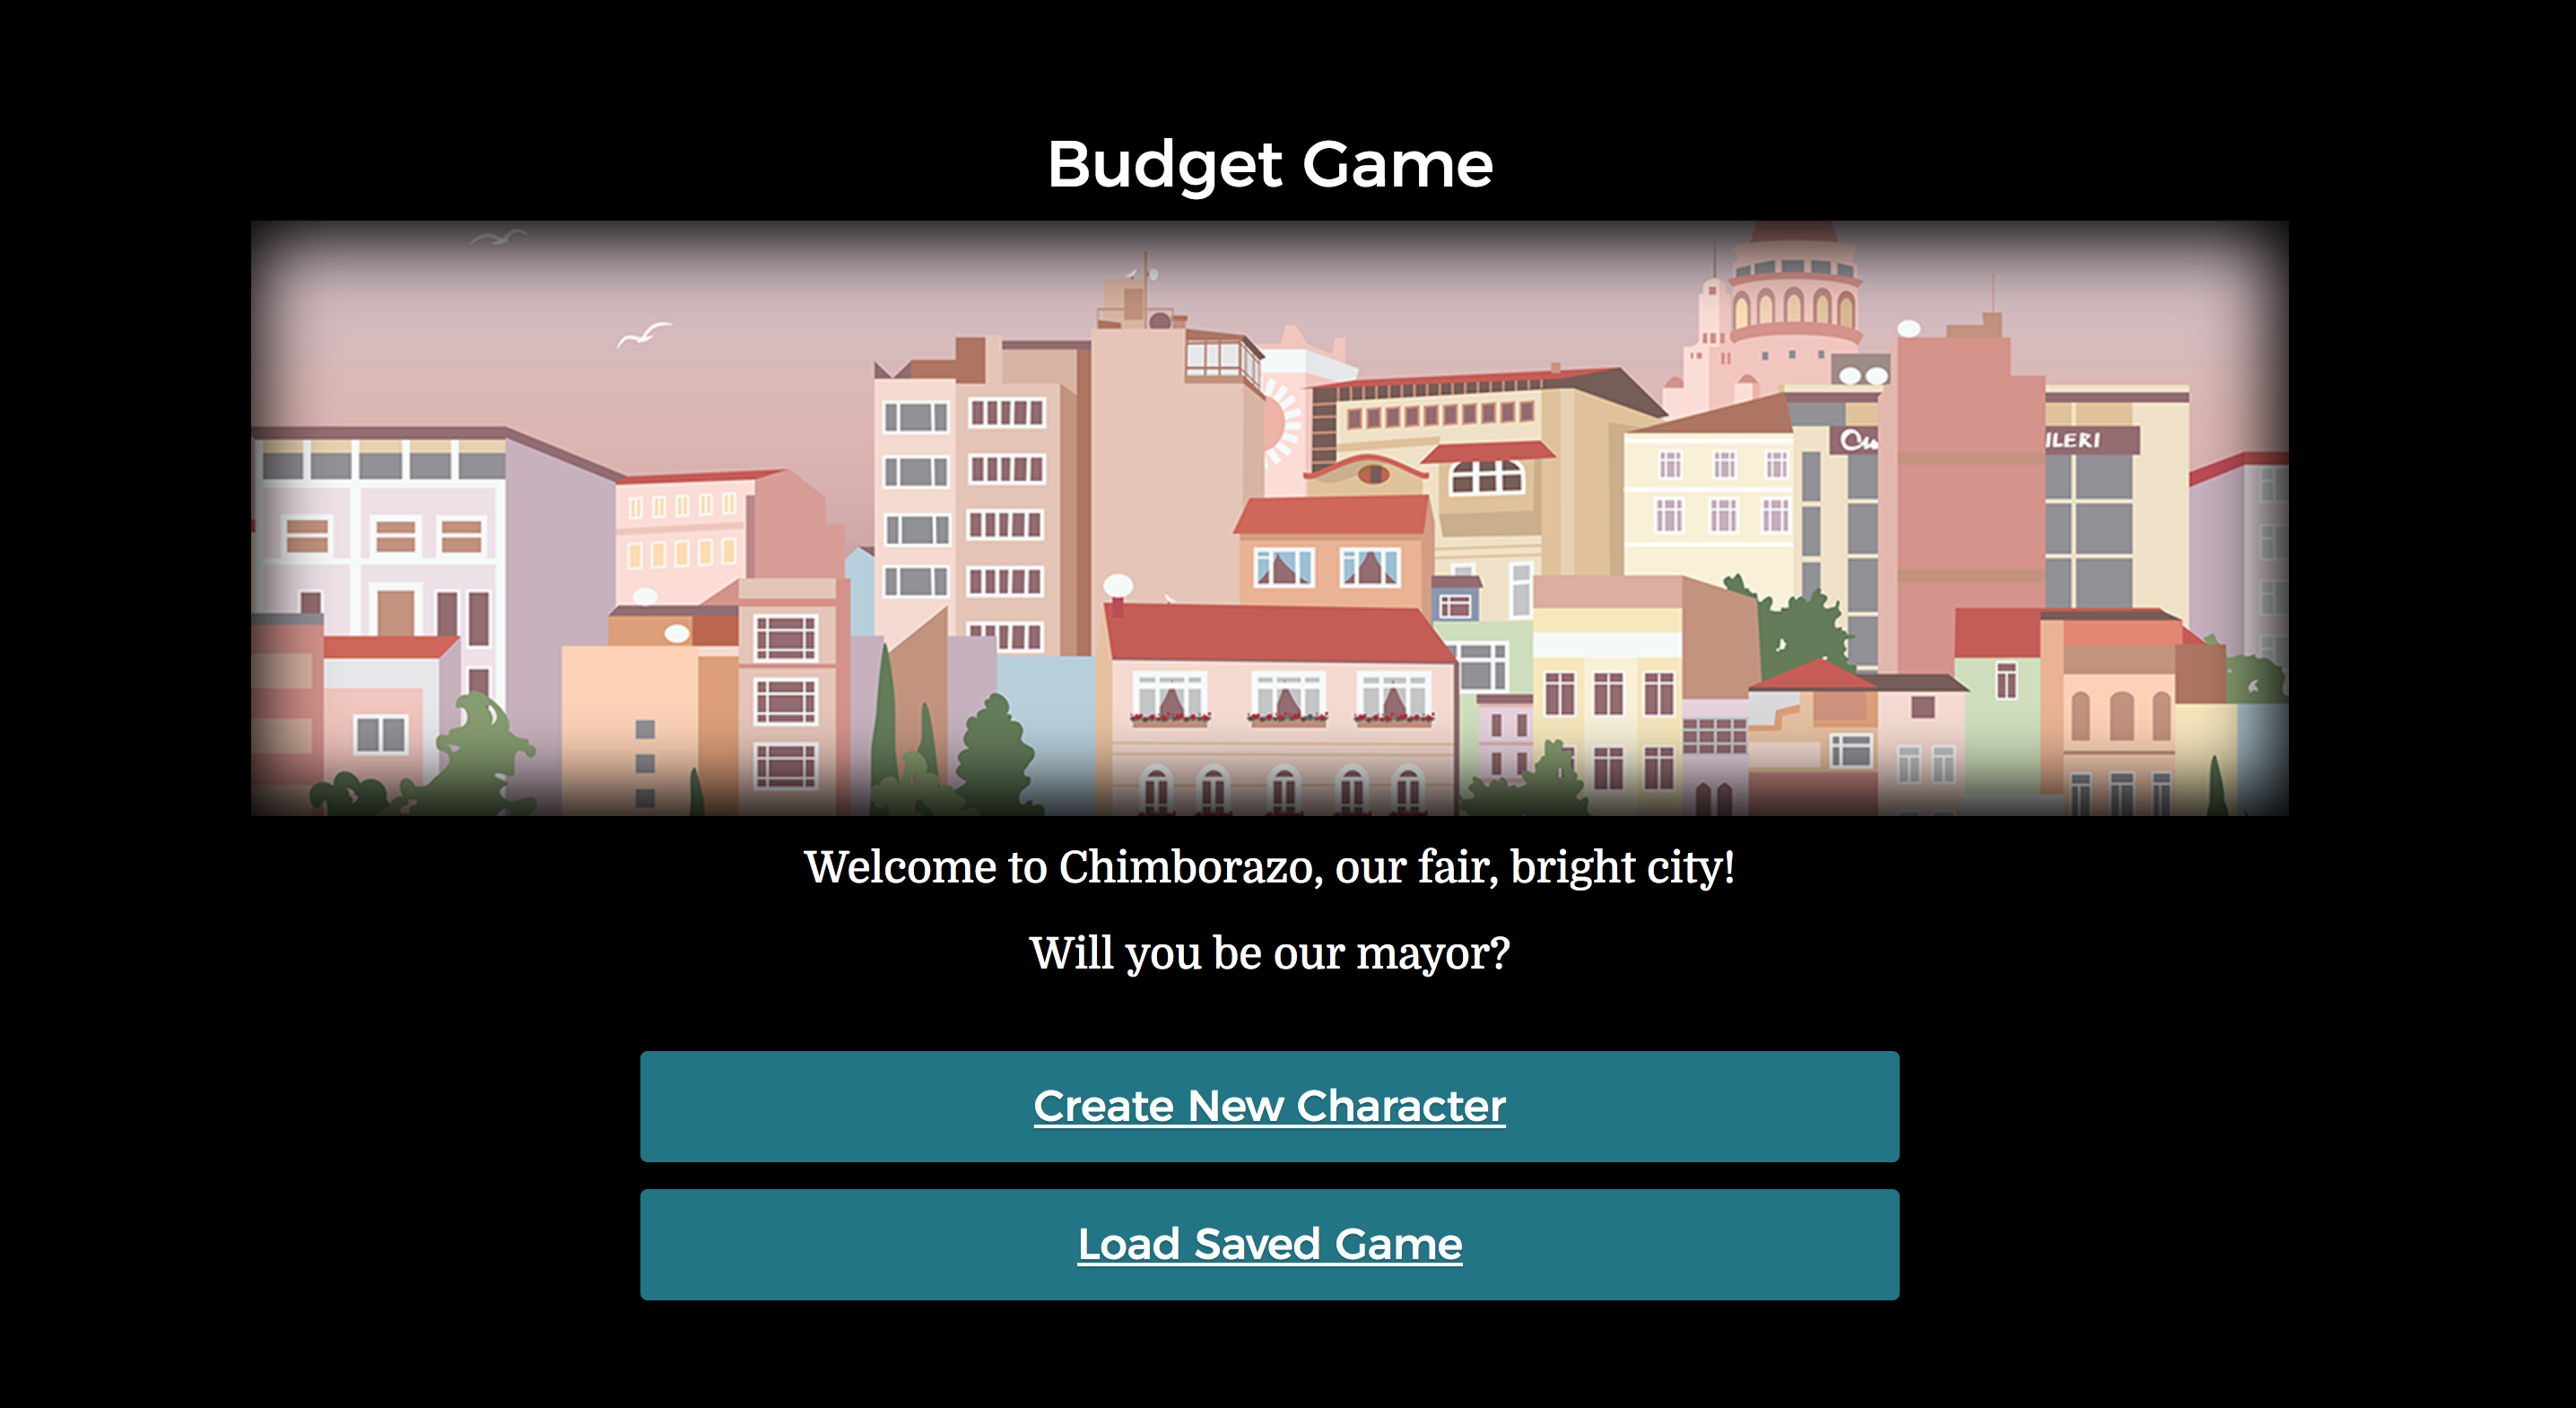 Budget Game
Ou ILERI
Welcome to Chimborazo, our fair, bright city!
Will you be our mayor?
Create New Character
Load Saved Game